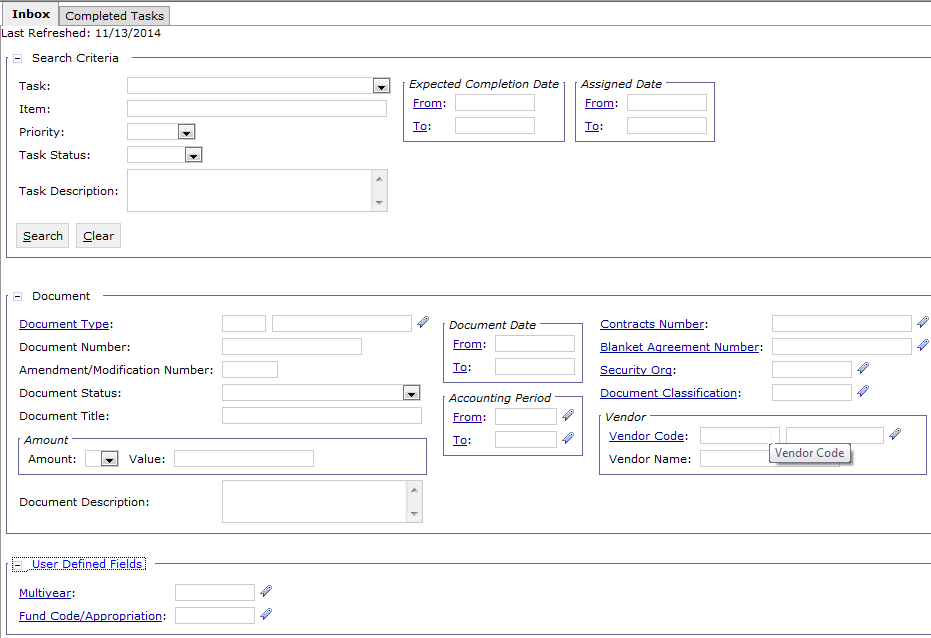 Inbox Completed Tasks
Last Refreshed: 11/13/2014
Search Criteria
Task:
Item:
Priority:
Task Status:
Task Description:
Expected Completion Date
From:
To:
Assigned Date
From:
To:
Search Clear
Document
Document Type:
Document Number:
Amendment/Modification Number:
Document Status:
Document Title:
Amount
Amount: Value:
Document Description:
Document Date
From:
To:
Accounting Period
From:
To:
Contracts Number:
Blanket Agreement Number:
Security Org:
Document Classification:
Vendor
Vendor Code:
Vendor Code
Vendor Name:
User Defined Fields
Multiyear:
Fund Code/Appropriation: